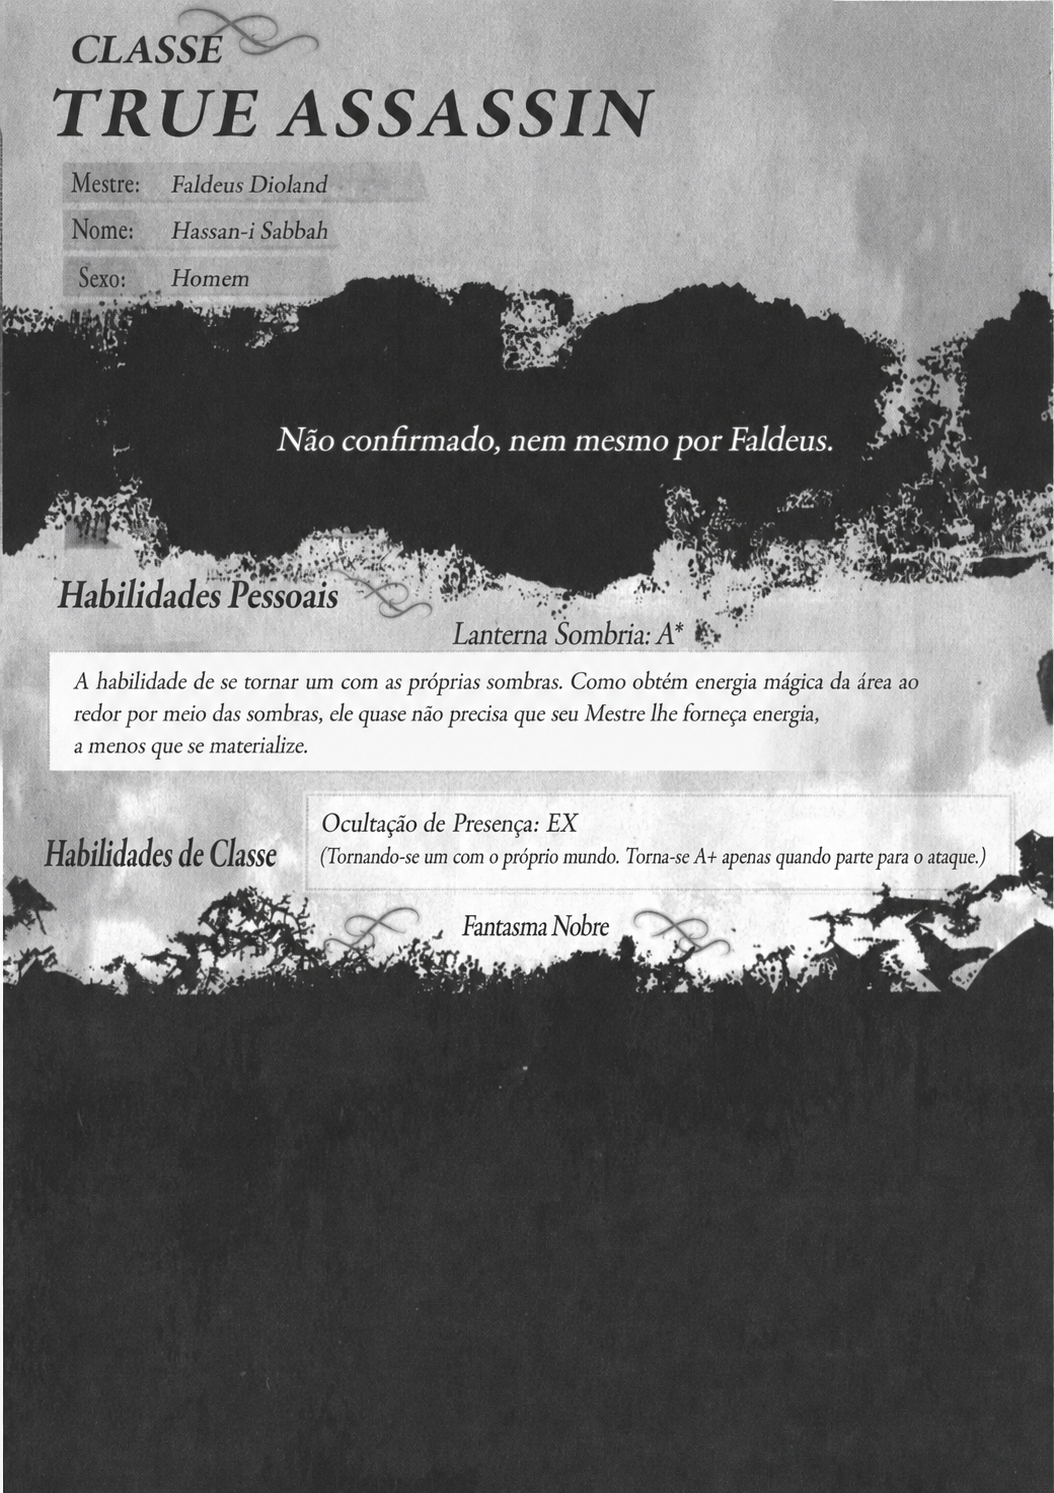 CLASSE
TRUE ASSASSIN
Mestre: Faldeus Dioland
Nome: Hassan-i Sabbah
Sexo: Homem
Não confirmado, nem mesmo por Faldeus.
Habilidades Pessoais
Lanterna Sombria: A*
A habilidade de se tornar um com as próprias sombras. Como obtém energia mágica da área ao
redor por meio das sombras, ele quase não precisa que seu Mestre lhe forneça energia,
a menos que se materialize.
Habilidades de Classe
Ocultação de Presença: EX
(Tornando-se um com o próprio mundo. Torna-se A+ apenas quando parte para o ataque.)
Fantasma Nobre